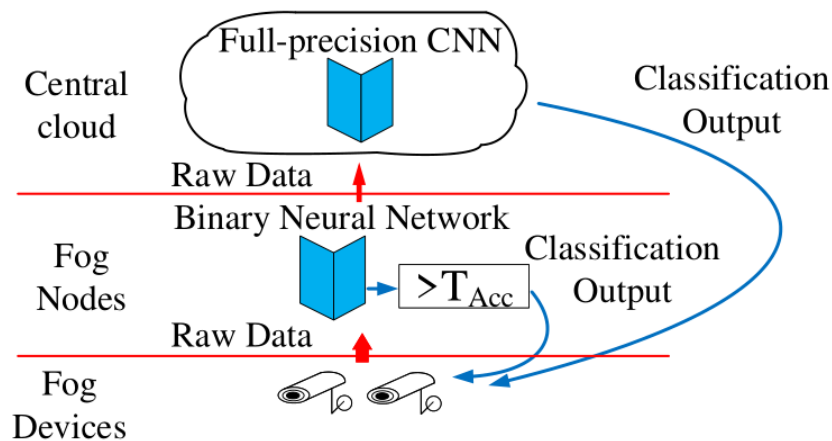 Full-precision CNN
Central
cloud
Classification
Output
Raw Data
Binary Neural Network
Fog
Nodes
>T_Acc
Classification
Output
Raw Data
Fog
Devices